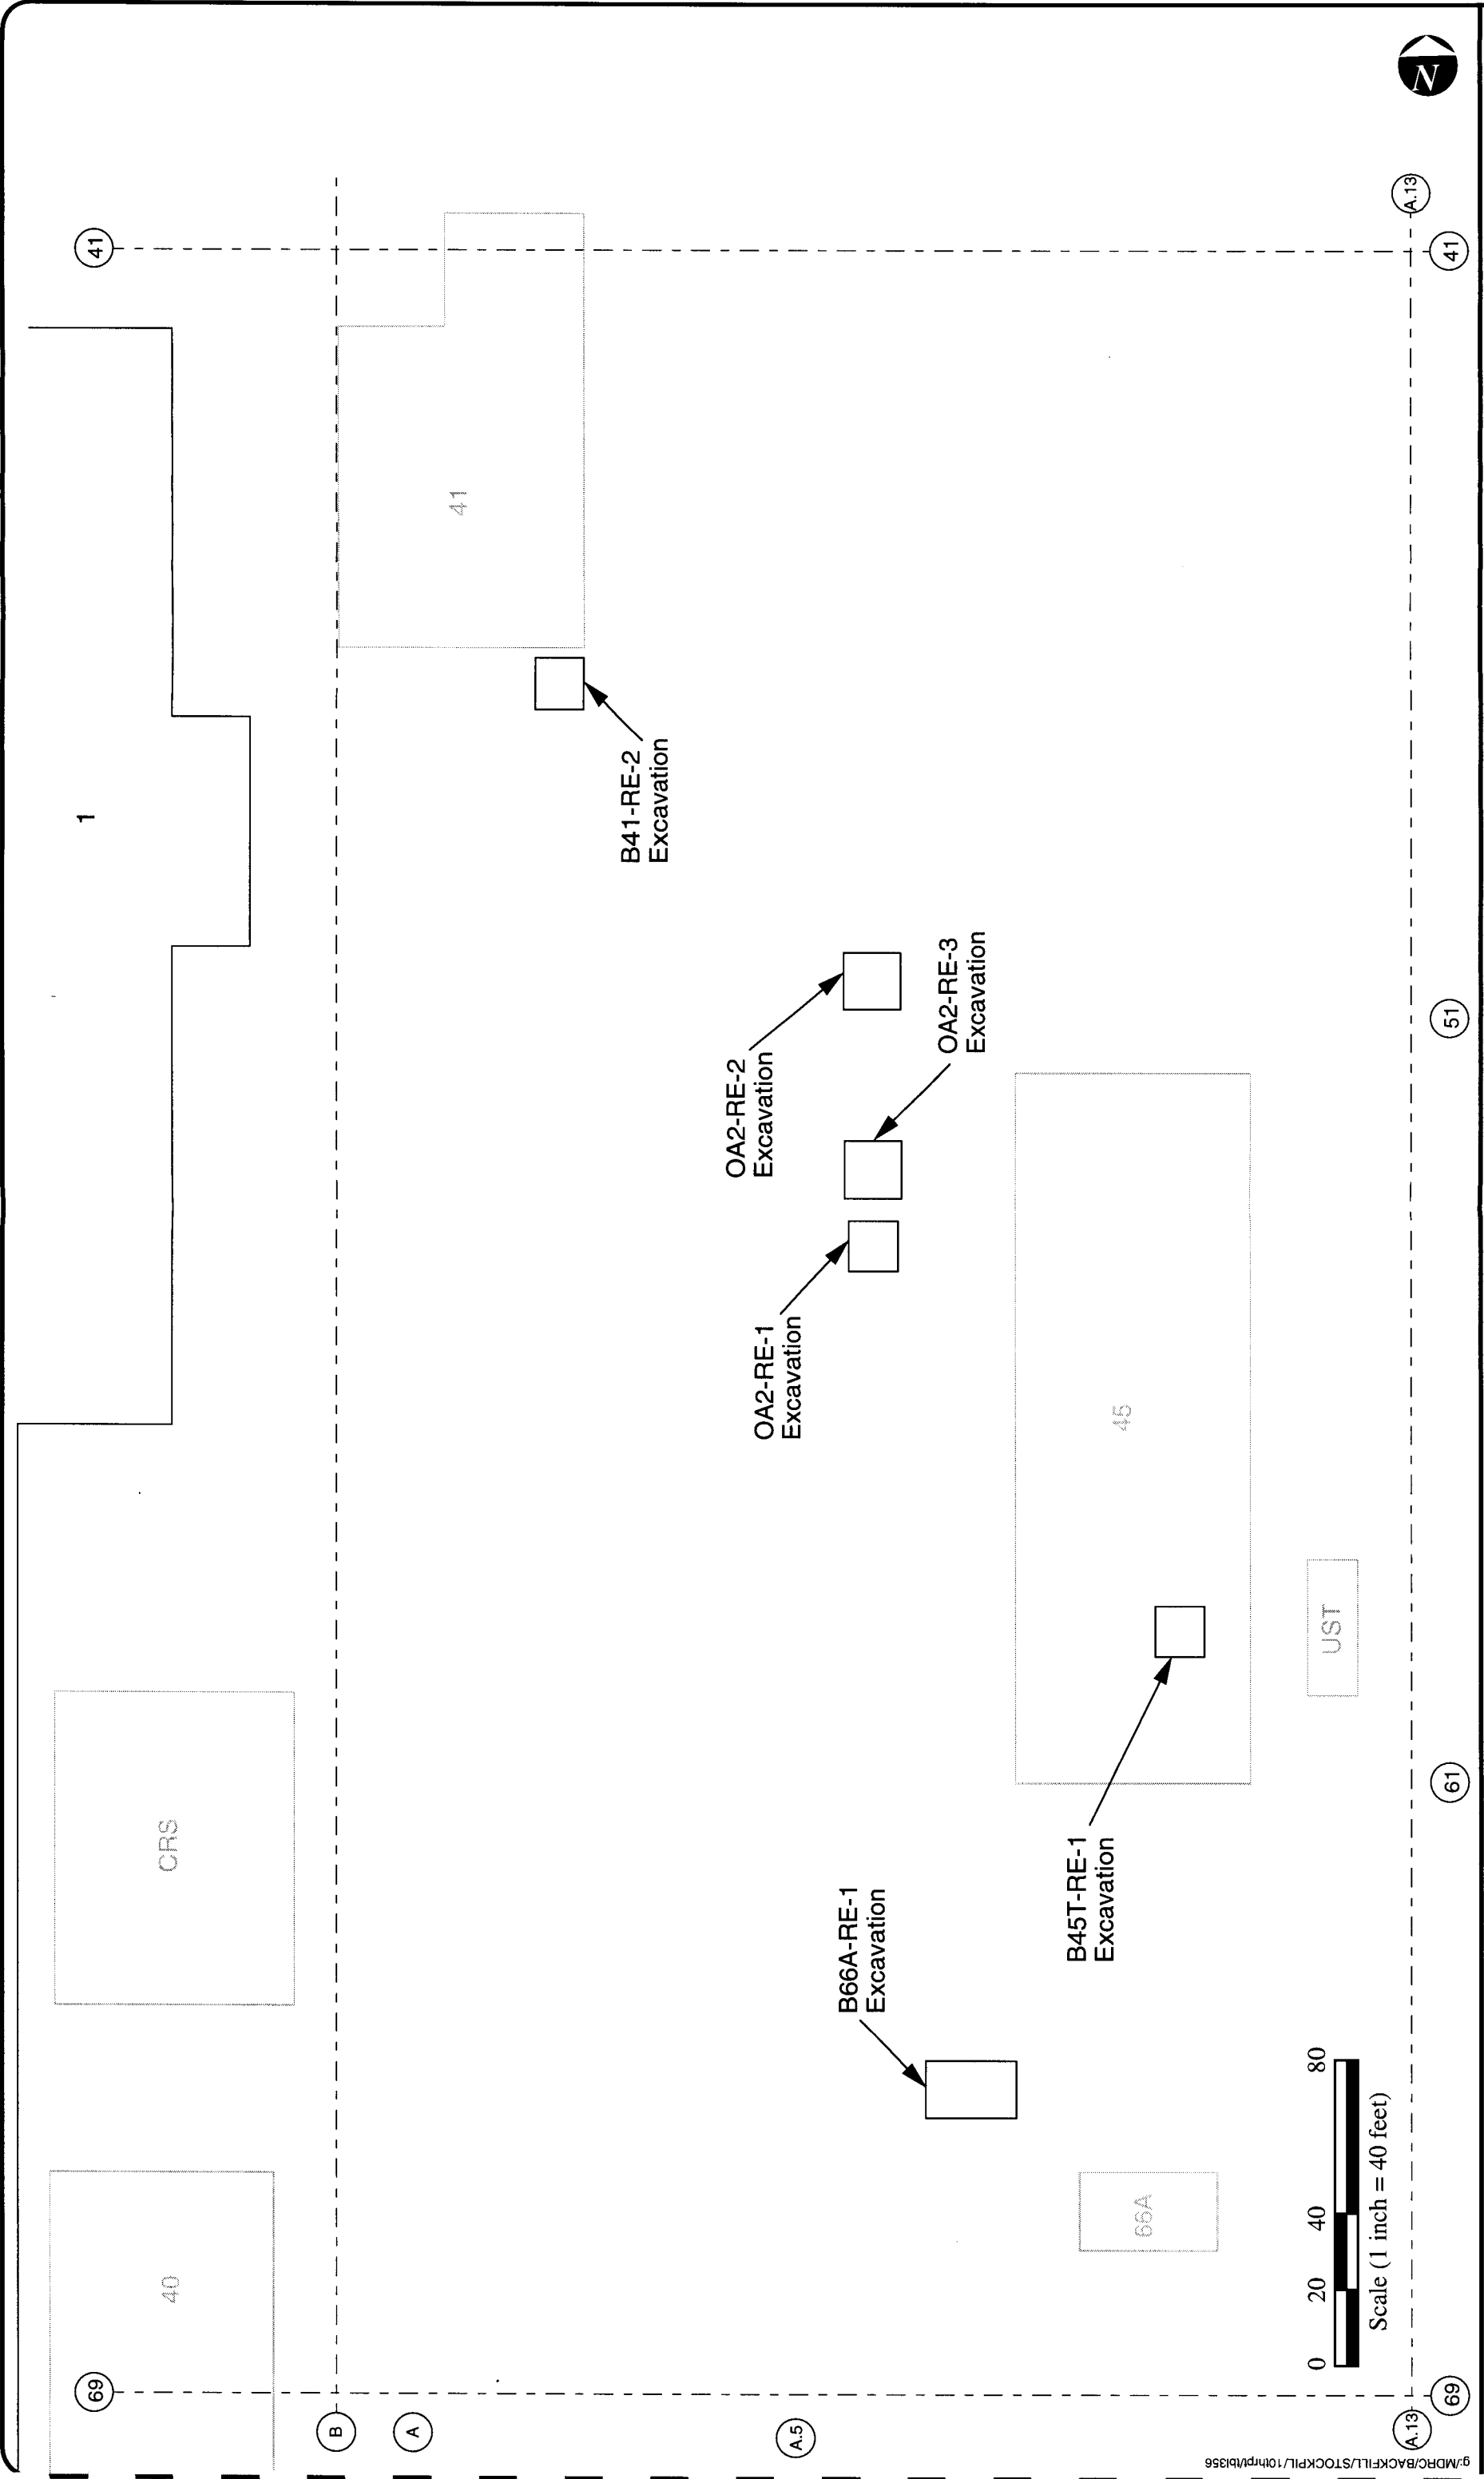 40
CRS
1
69
41
B
A
41
B41-RE-2
Excavation
A.5
OA2-RE-1
Excavation
OA2-RE-2
Excavation
B66A-RE-1
Excavation
OA2-RE-3
Excavation
B45T-RE-1
Excavation
45
66A
UST
0 20 40 80
Scale (1 inch = 40 feet)
A.13
A.13
69
61
51
41
N
g:/MDRC/BACKFILL/STOCKPIL/10thrpt/tbl356